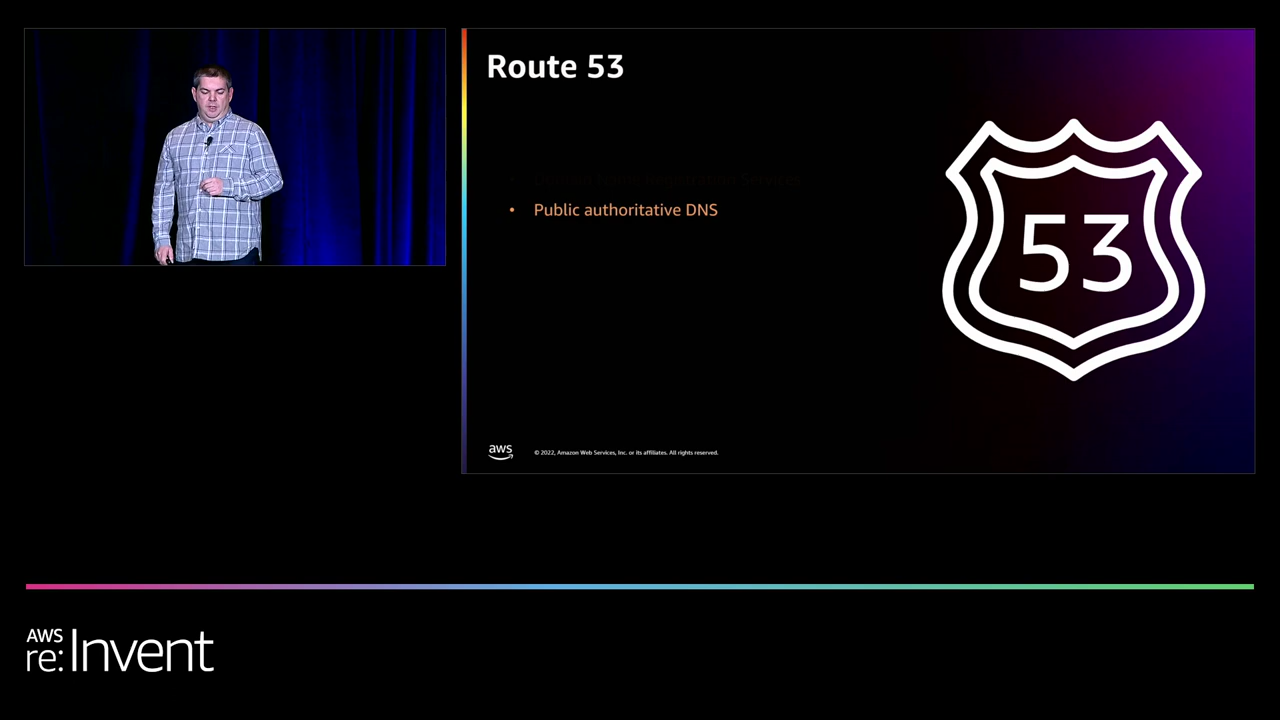 Route 53
• Public authoritative DNS
53
aws
© 2022, Amazon Web Services, Inc. or its affiliates. All rights reserved.
AWS
re:Invent